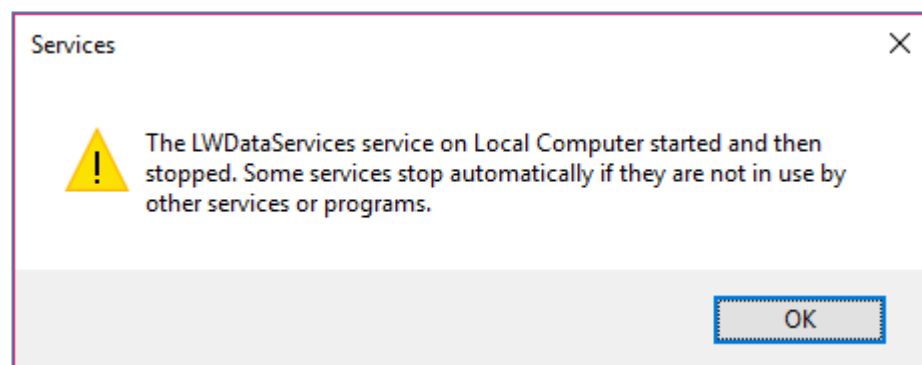 Services
The LWDataServices service on Local Computer started and then
stopped. Some services stop automatically if they are not in use by
other services or programs.
OK